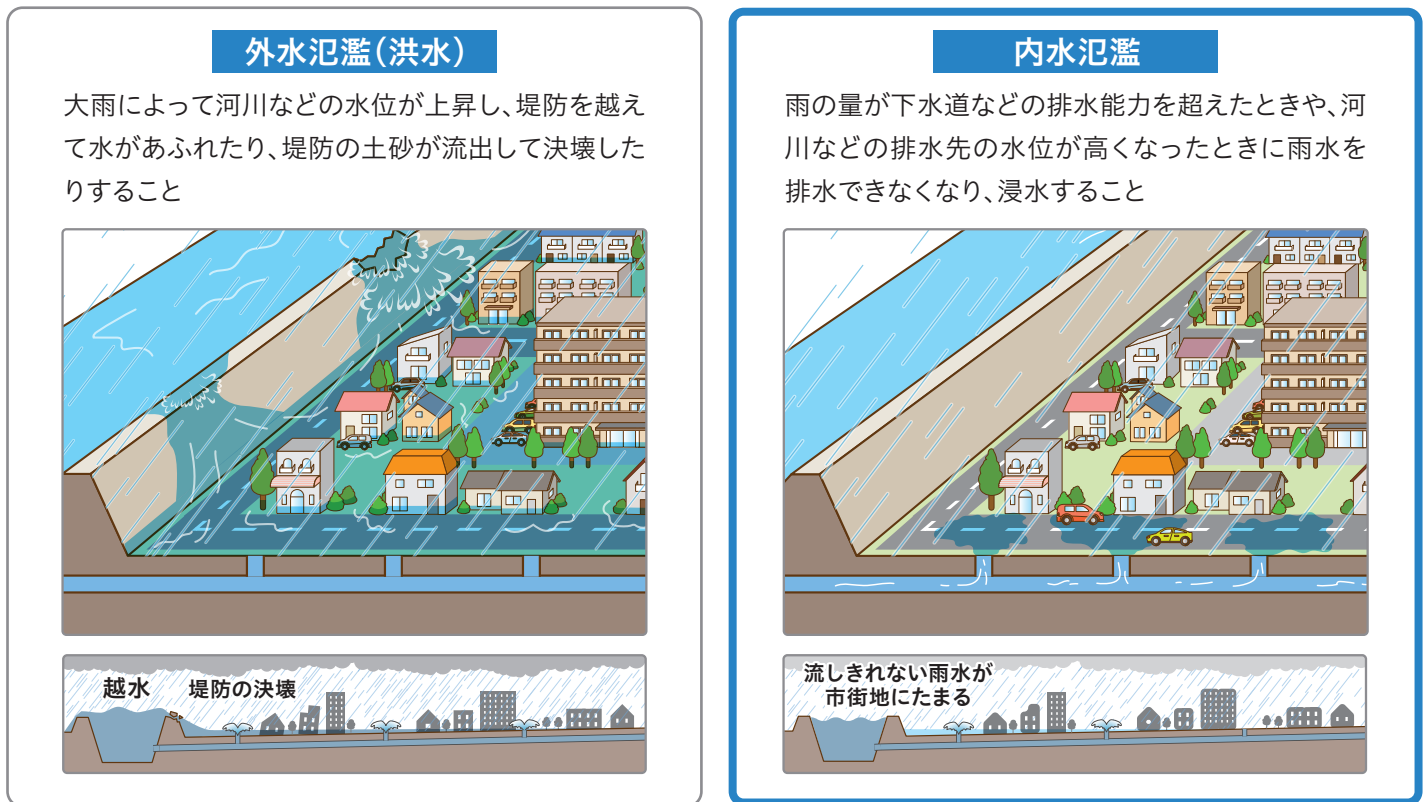 外水氾濫(洪水)
大雨によって河川などの水位が上昇し、堤防を越え
て水があふれたり、堤防の土砂が流出して決壊した
りすること
越水
堤防の決壊
内水氾濫
雨の量が下水道などの排水能力を超えたときや、河
川などの排水先の水位が高くなったときに雨水を
排水できなくなり、浸水すること
流しきれない雨水が
市街地にたまる